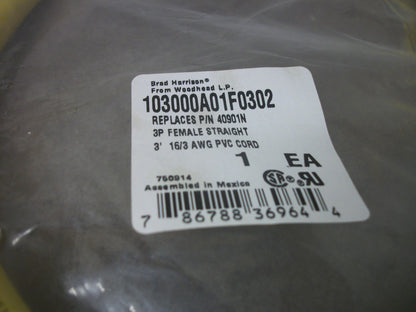 Brad Harrison®
From Woodhead L.P.
103000A01F0302
REPLACES P/N 40901N
3P FEMALE STRAIGHT
3' 16/3 AWG PVC CORD
1 EA
760914
Assembled in Mexico
7 86788 36964 4